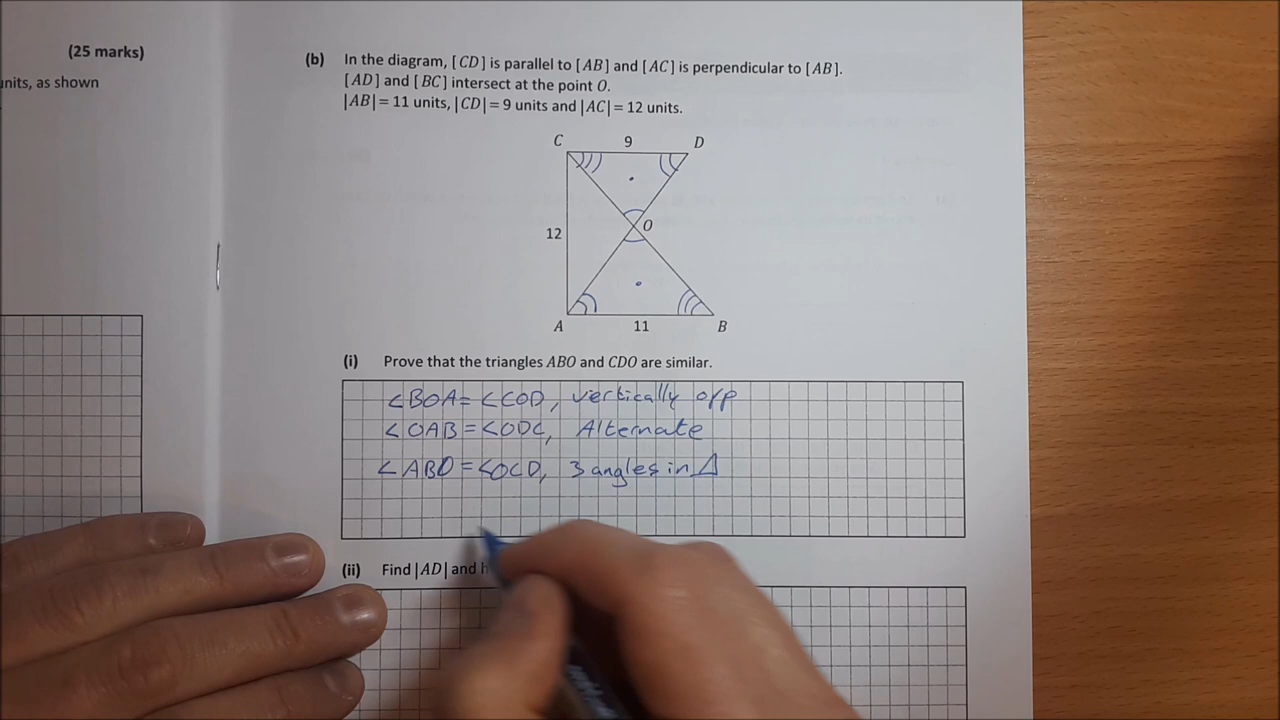 (25 marks)
units, as shown
(b) In the diagram, [CD] is parallel to [AB] and [AC] is perpendicular to [AB].
[AD] and [BC] intersect at the point O.
|AB| = 11 units, |CD| = 9 units and |AC| = 12 units.
C 9 D
12 O
A 11 B
(i) Prove that the triangles ABO and CDO are similar.
∠BOA = ∠COD, vertically opp
∠OAB = ∠ODC, Alternate
∠ABO = ∠OCD, 3 angles in Δ
(ii) Find |AD| and